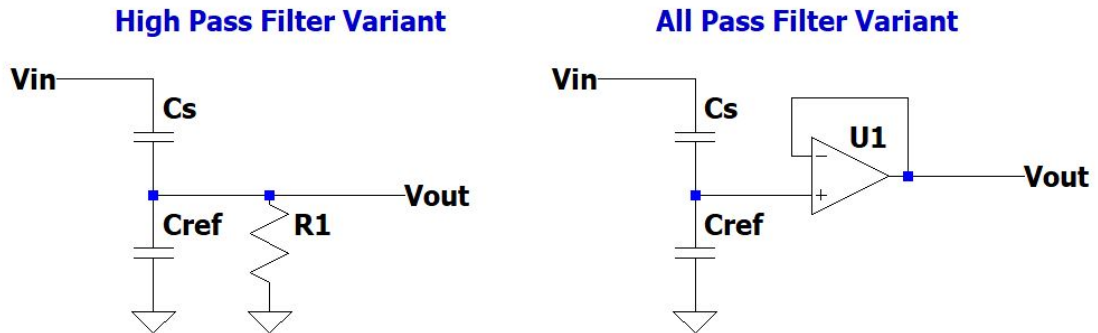 High Pass Filter Variant
Vin
Cs
Vout
Cref
R1
All Pass Filter Variant
Vin
Cs
U1
−
+
Vout
Cref